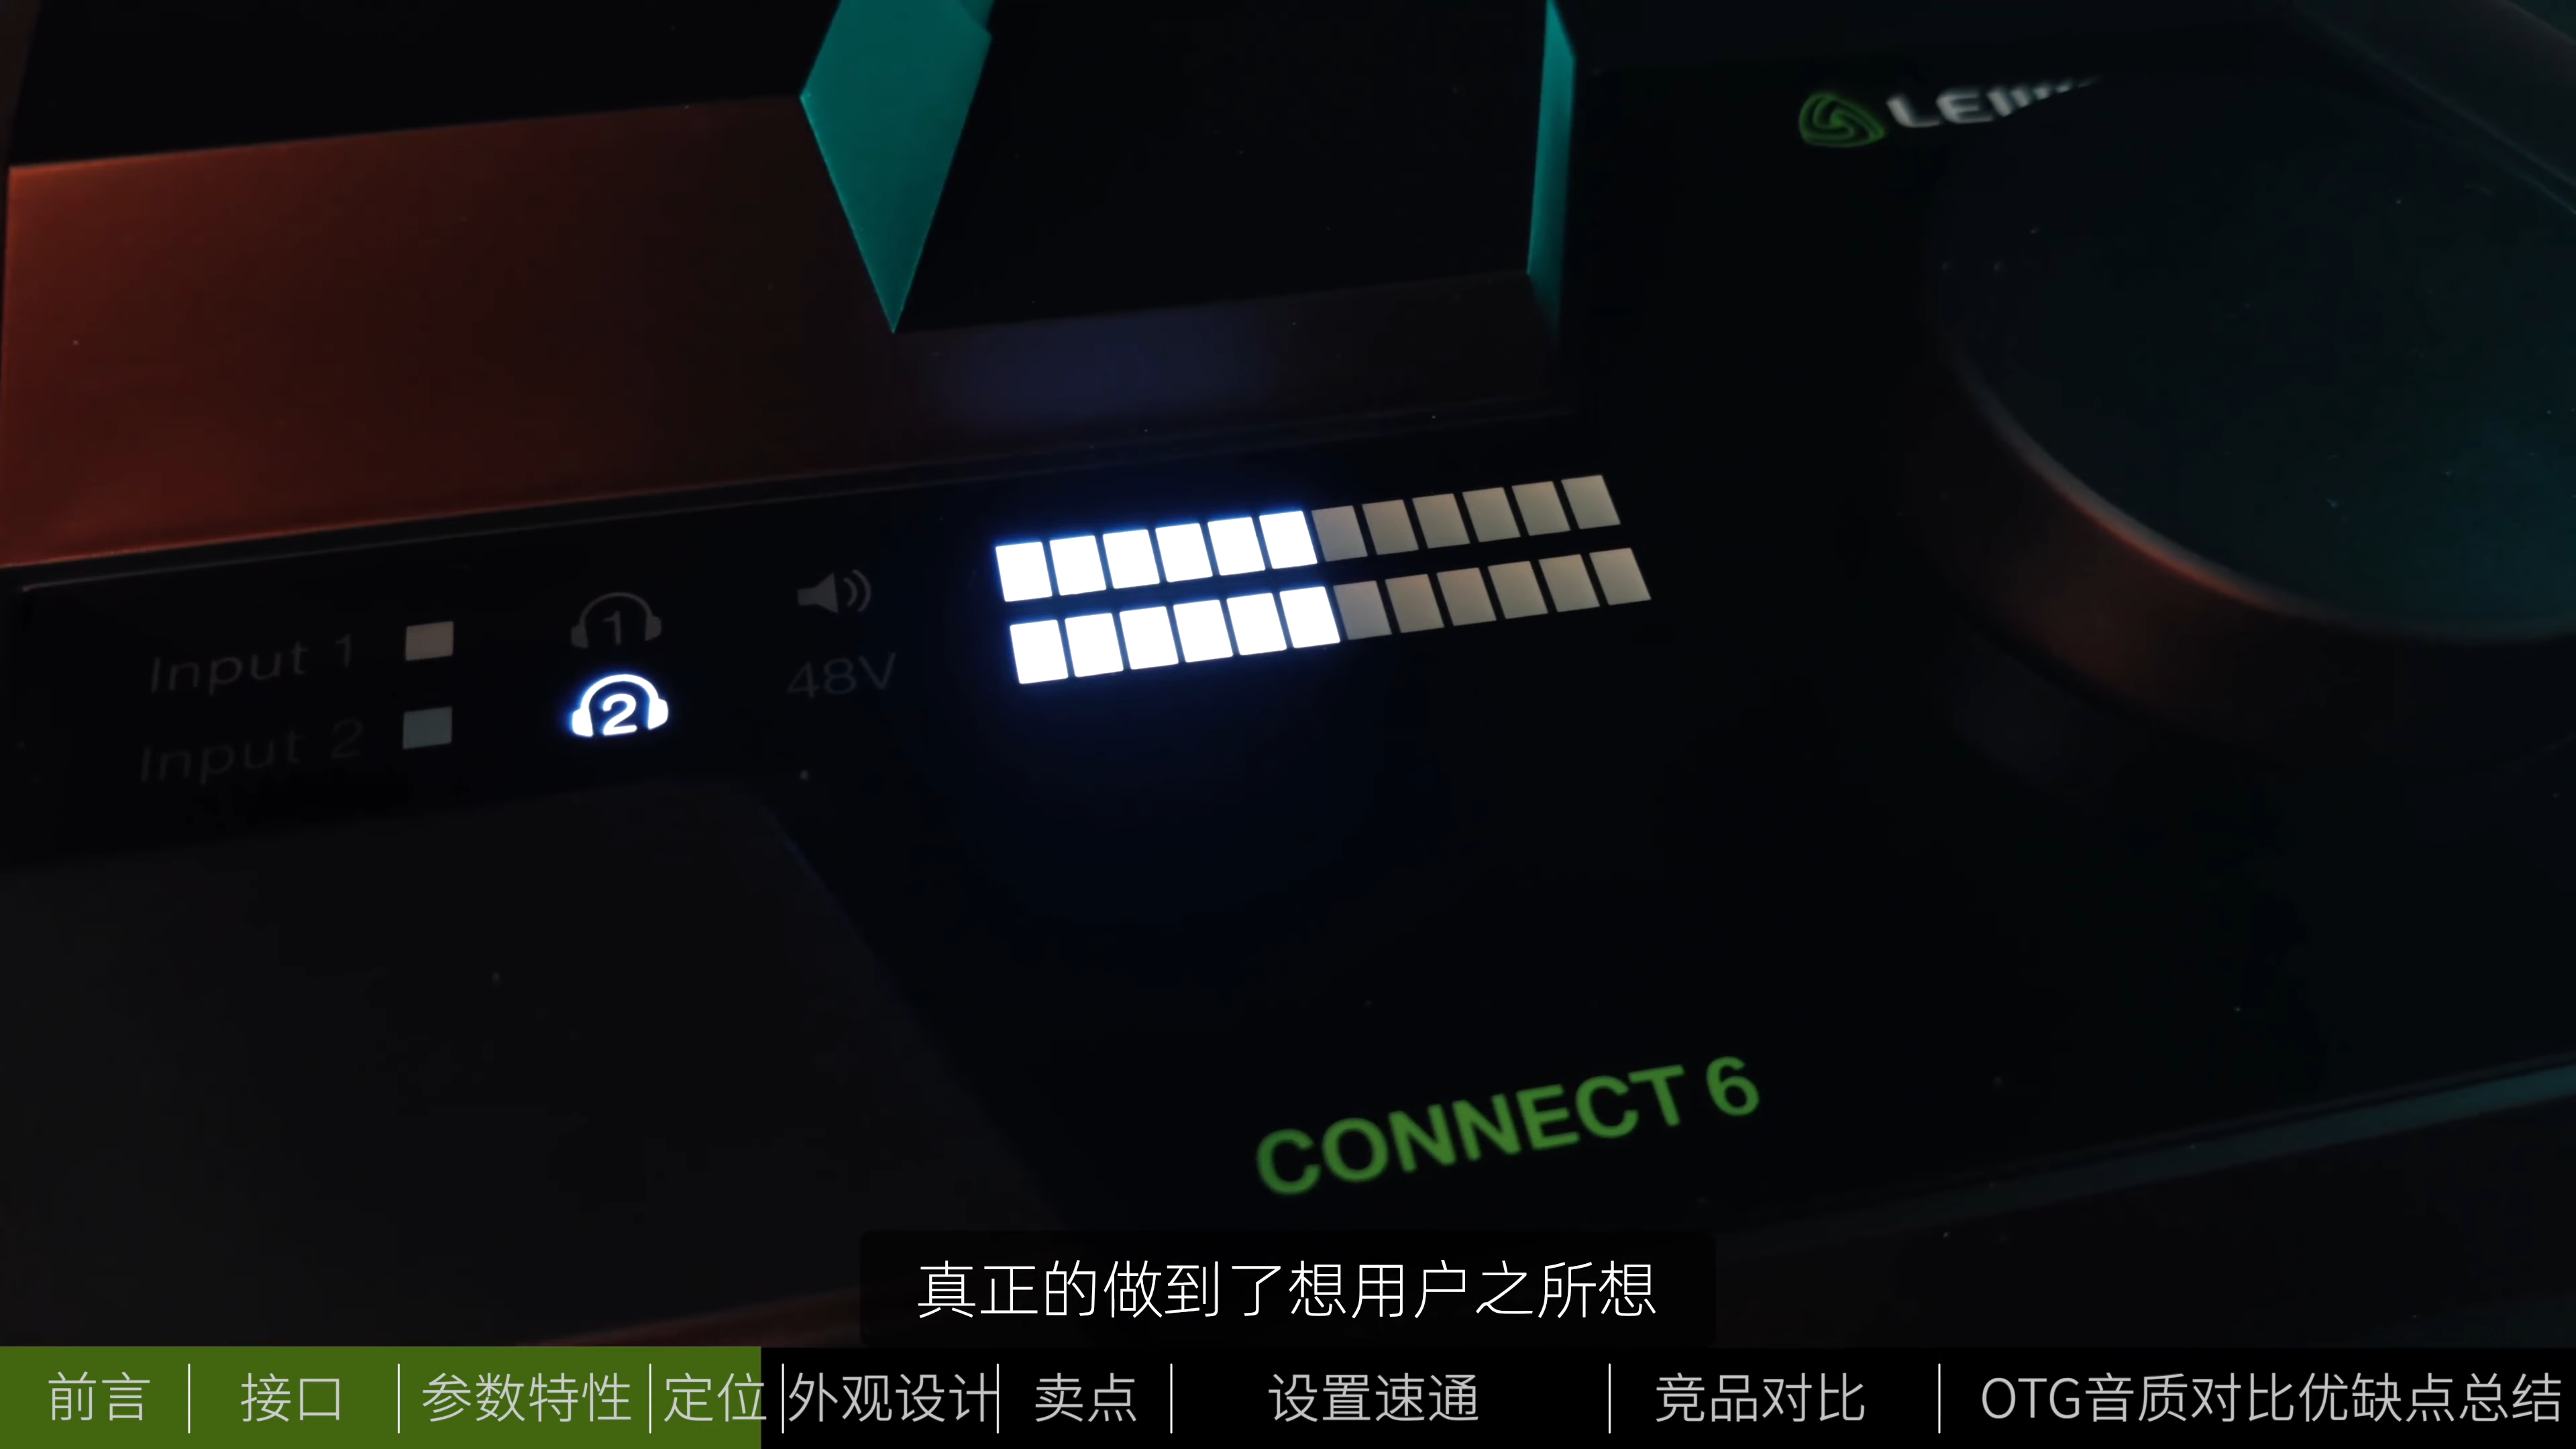 Input 1
1
Input 2
2
48V
CONNECT 6
真正的做到了想用户之所想
前言
接口
参数特性
定位
外观设计
卖点
设置速通
竞品对比
OTG音质对比优缺点总结